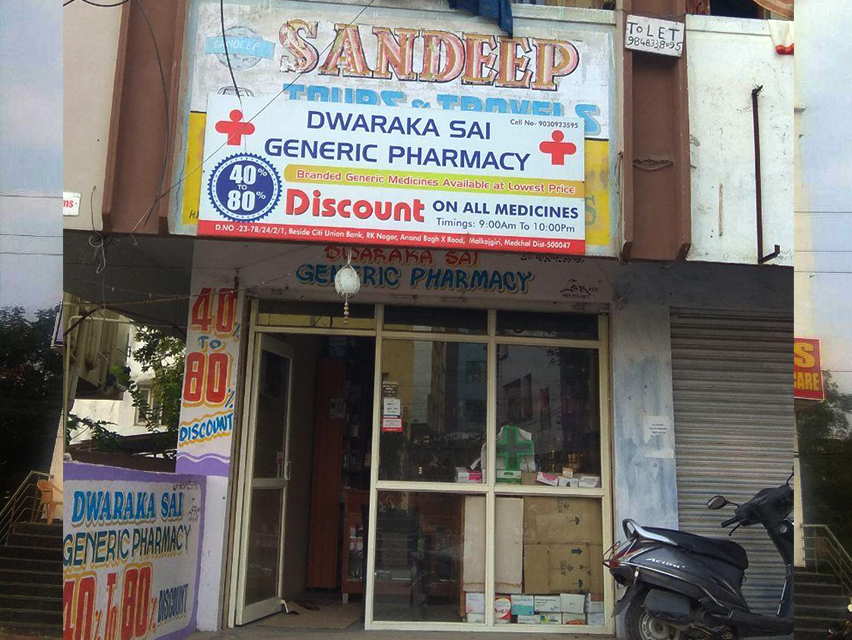 SANDEEP
SANDEEP
TOURS & TRAVELS
To LET
DWARAKA SAI
Cell No- 9030923595
GENERIC PHARMACY
40% TO 80%
Branded Generic Medicines Available at Lowest Price
Discount ON ALL MEDICINES
Timings: 9:00Am To 10:00Pm
D.NO -23-78/24/2/1, Beside Citi Union Bank, RK Nagar, Anand Bagh X Road, Malkajgiri, Medchal Dist-500047
DWARAKA SAI
GENERIC PHARMACY
40%
TO
80%
DISCOUNT
DWARAKA SAI
GENERIC PHARMACY
40% To 80% DISCOUNT
S
CARE
Activa